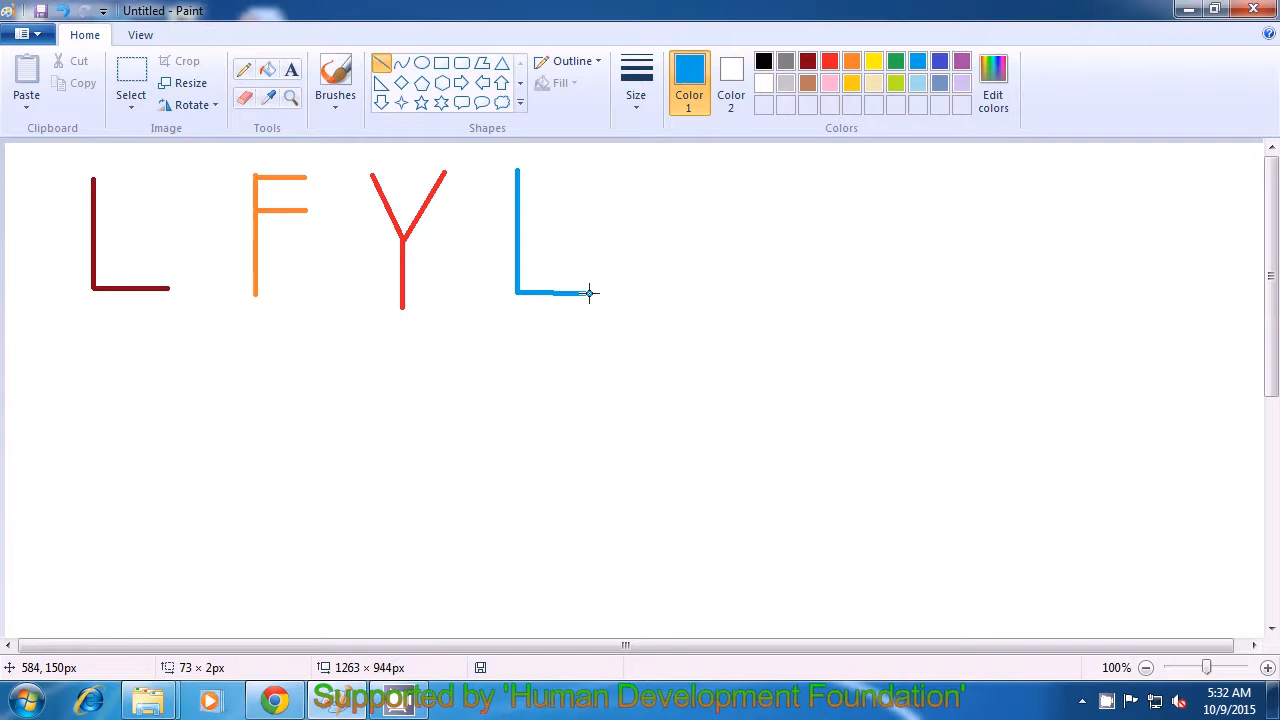 Untitled - Paint
Home View
Paste Cut Copy Clipboard
Select Crop Resize Rotate Image
A Tools
Brushes
Outline Fill Shapes
Size
Color 1 Color 2 Edit colors Colors
L F Y L
584, 150px 73 × 2px 1263 × 944px 100%
Supported by 'Human Development Foundation'
5:32 AM
10/9/2015